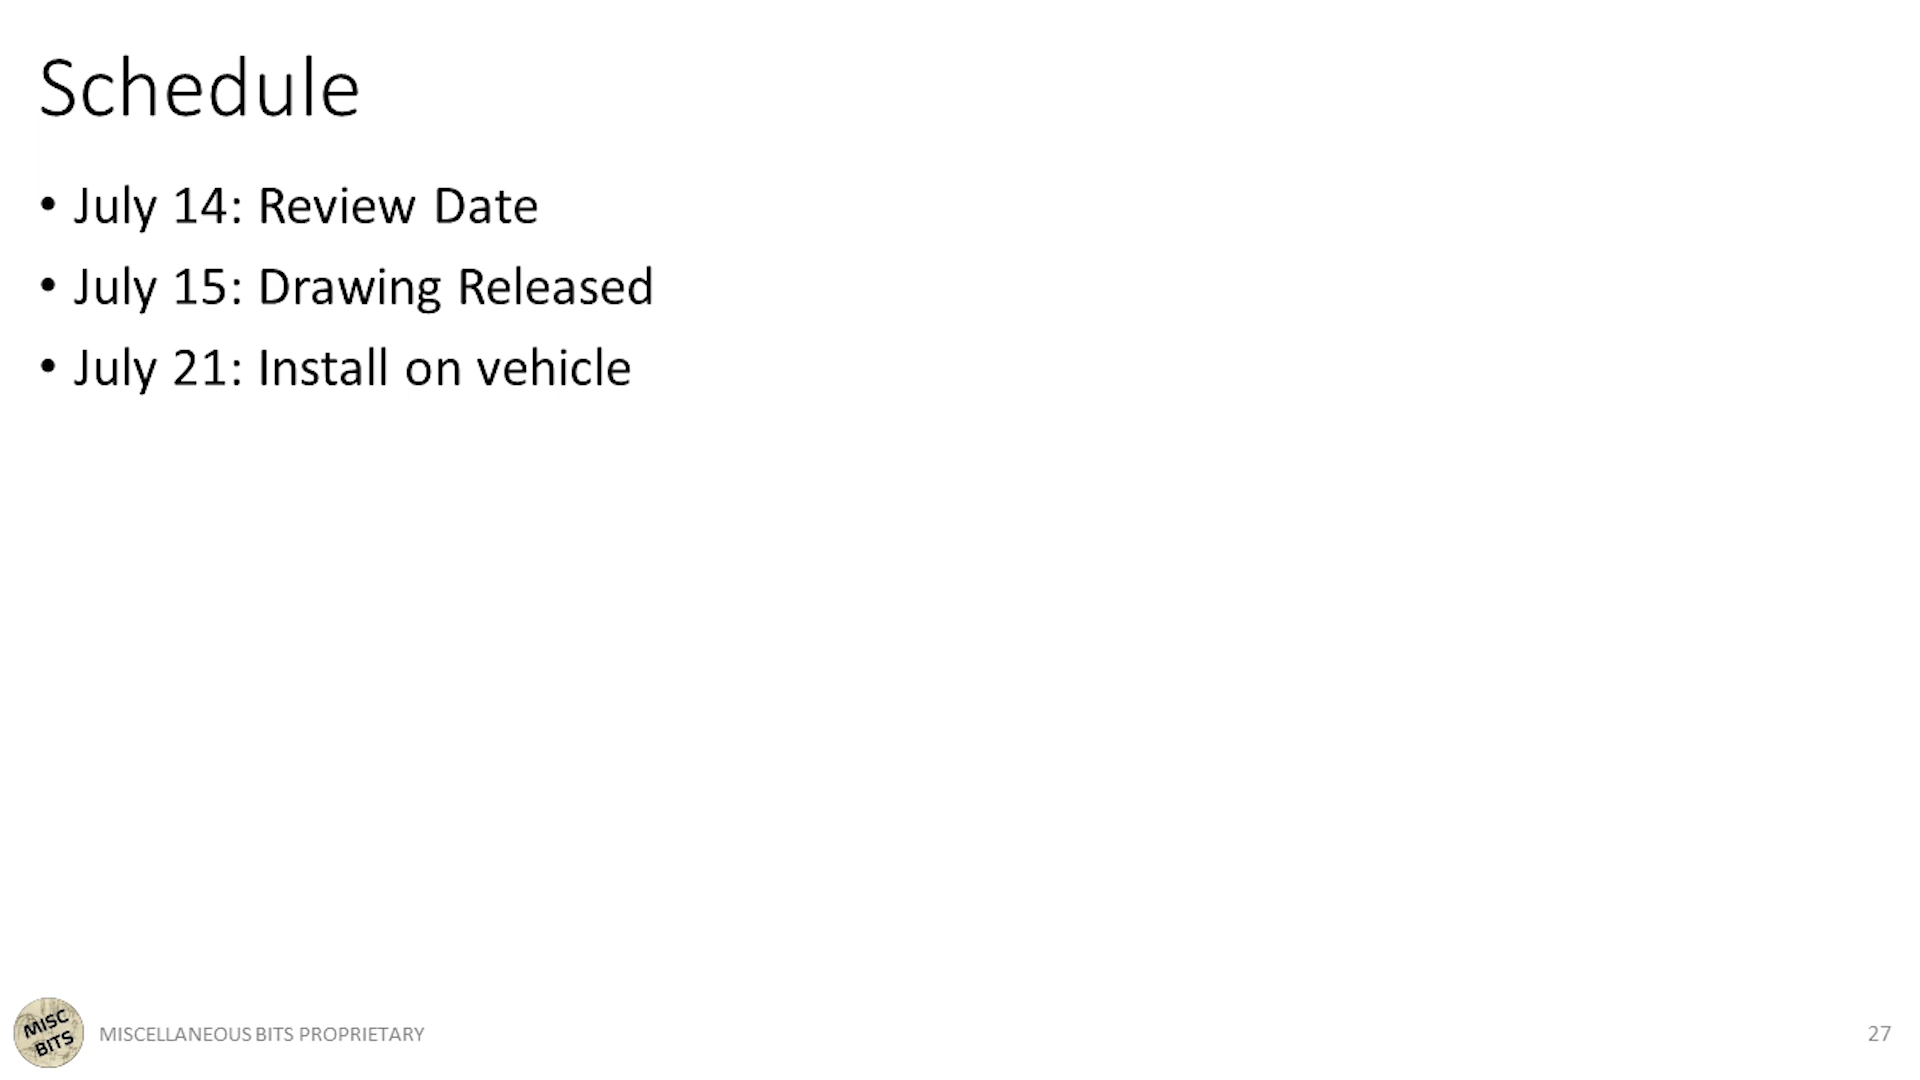 Schedule
• July 14: Review Date
• July 15: Drawing Released
• July 21: Install on vehicle
MISC
BITS
MISCELLANEOUS BITS PROPRIETARY
27